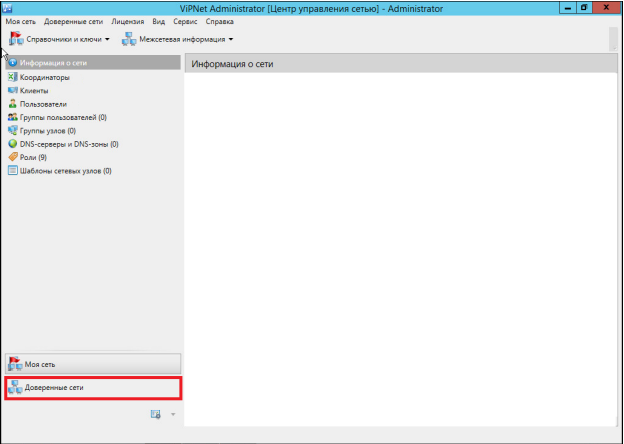 ViPNet Administrator [Центр управления сетью] - Administrator
Моя сеть Доверенные сети Лицензия Вид Сервис Справка
Справочники и ключи Межсетевая информация
Информация о сети
Информация о сети
Координаторы
Клиенты
Пользователи
Группы пользователей (0)
Группы узлов (0)
DNS-серверы и DNS-зоны (0)
Роли (9)
Шаблоны сетевых узлов (0)
Моя сеть
Доверенные сети